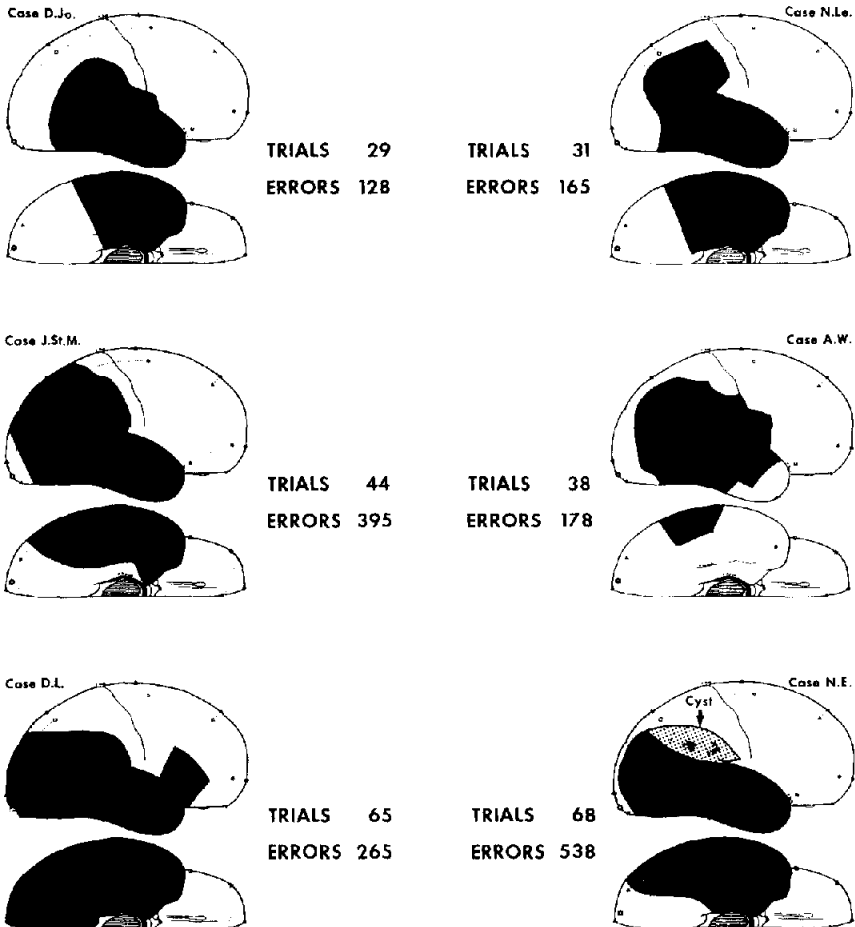 Case D.Jo.
Case N.Le.
TRIALS 29
ERRORS 128
TRIALS 31
ERRORS 165
Case J.St.M.
Case A.W.
TRIALS 44
ERRORS 395
TRIALS 38
ERRORS 178
Case D.L.
Case N.E.
Cyst
TRIALS 65
ERRORS 265
TRIALS 68
ERRORS 538